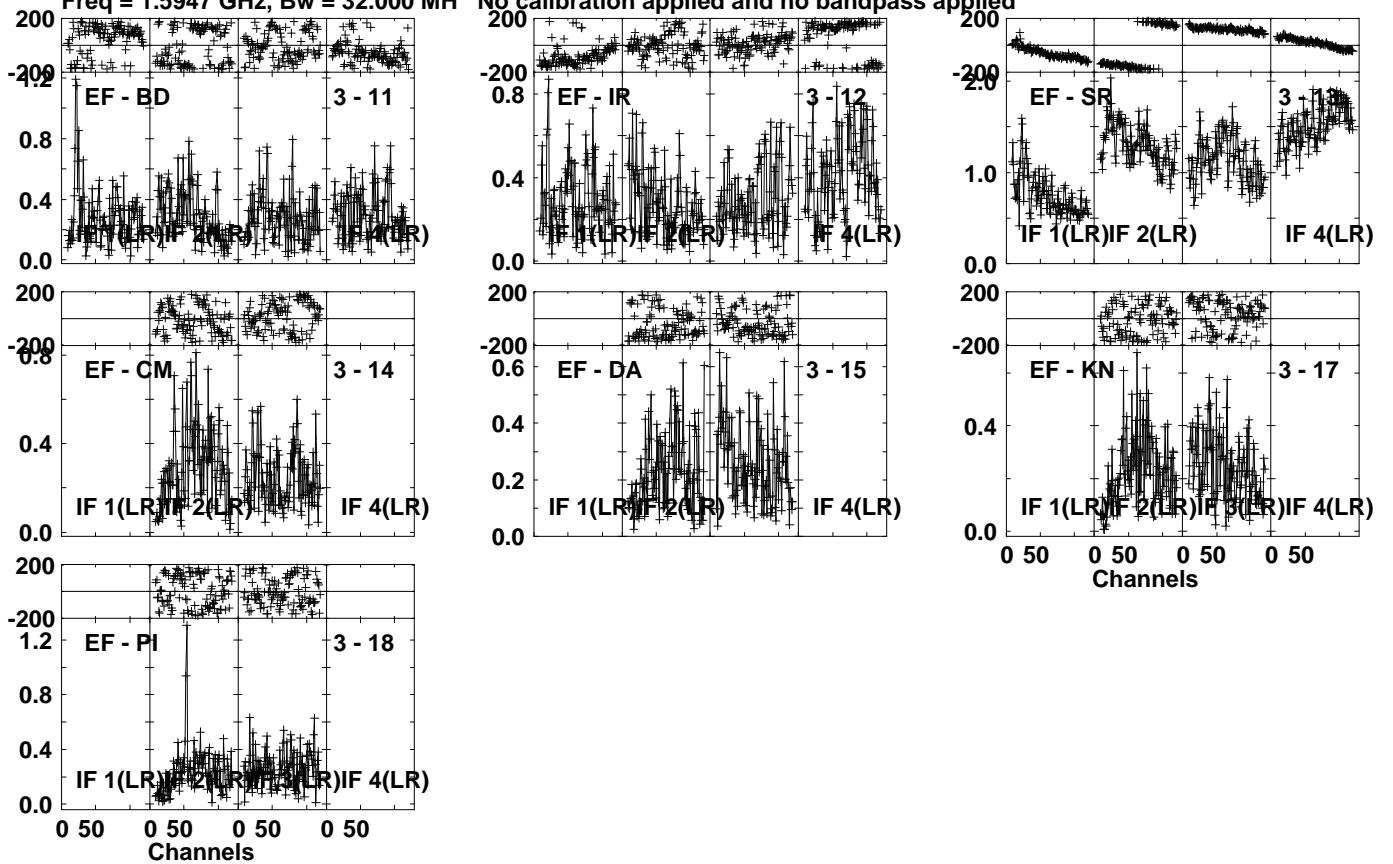 Freq = 1.5947 GHz, Bw = 32.000 MH No calibration applied and no bandpass applied
200 200 200
-200 -200 -200
1.2 EF - BD 3 - 11 0.8 EF - IR 3 - 12 2.0 EF - SR 3 - 13
0.8
0.4 0.4 1.0
IF 1(LR) IF 2(LR) IF 4(LR) IF 1(LR) IF 2(LR) IF 4(LR) IF 1(LR) IF 2(LR) IF 4(LR)
0.0 0.0 0.0
200 200 200
-200 -200 -200
0.8 EF - CM 3 - 14 0.6 EF - DA 3 - 15 EF - KN 3 - 17
0.4 0.4 0.4
0.2
IF 1(LR) IF 2(LR) IF 4(LR) IF 1(LR) IF 2(LR) IF 4(LR) IF 1(LR) IF 2(LR) IF 3(LR) IF 4(LR)
0.0 0.0 0.0
0 50 0 50 0 50 0 50
Channels
200
-200
1.2 EF - PI 3 - 18
0.8
0.4
IF 1(LR) IF 2(LR) IF 3(LR) IF 4(LR)
0.0
0 50 0 50 0 50 0 50
Channels